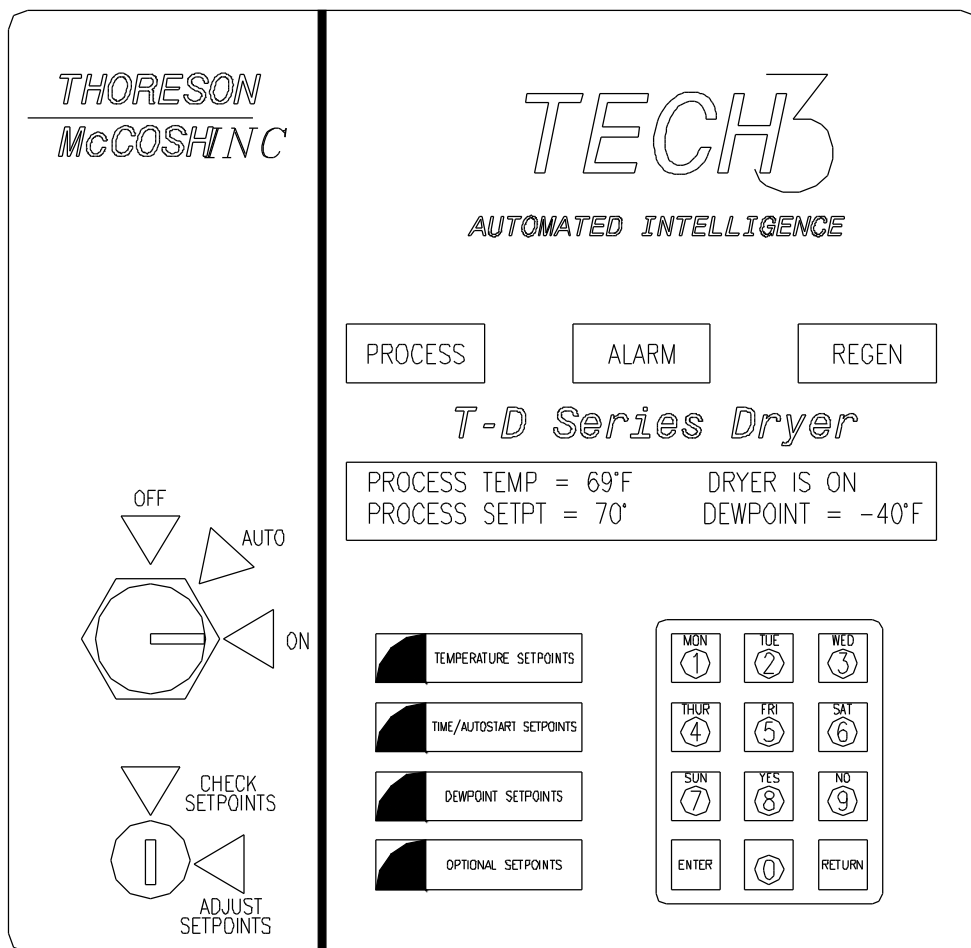 THORESON
McCOSH INC
TECH3
AUTOMATED INTELLIGENCE
PROCESS
ALARM
REGEN
T-D Series Dryer
PROCESS TEMP = 69°F DRYER IS ON
PROCESS SETPT = 70° DEWPOINT = -40°F
OFF
AUTO
ON
CHECK
SETPOINTS
ADJUST
SETPOINTS
TEMPERATURE SETPOINTS
TIME/AUTOSTART SETPOINTS
DEWPOINT SETPOINTS
OPTIONAL SETPOINTS
MON
1
TUE
2
WED
3
THUR
4
FRI
5
SAT
6
SUN
7
YES
8
NO
9
ENTER
0
RETURN